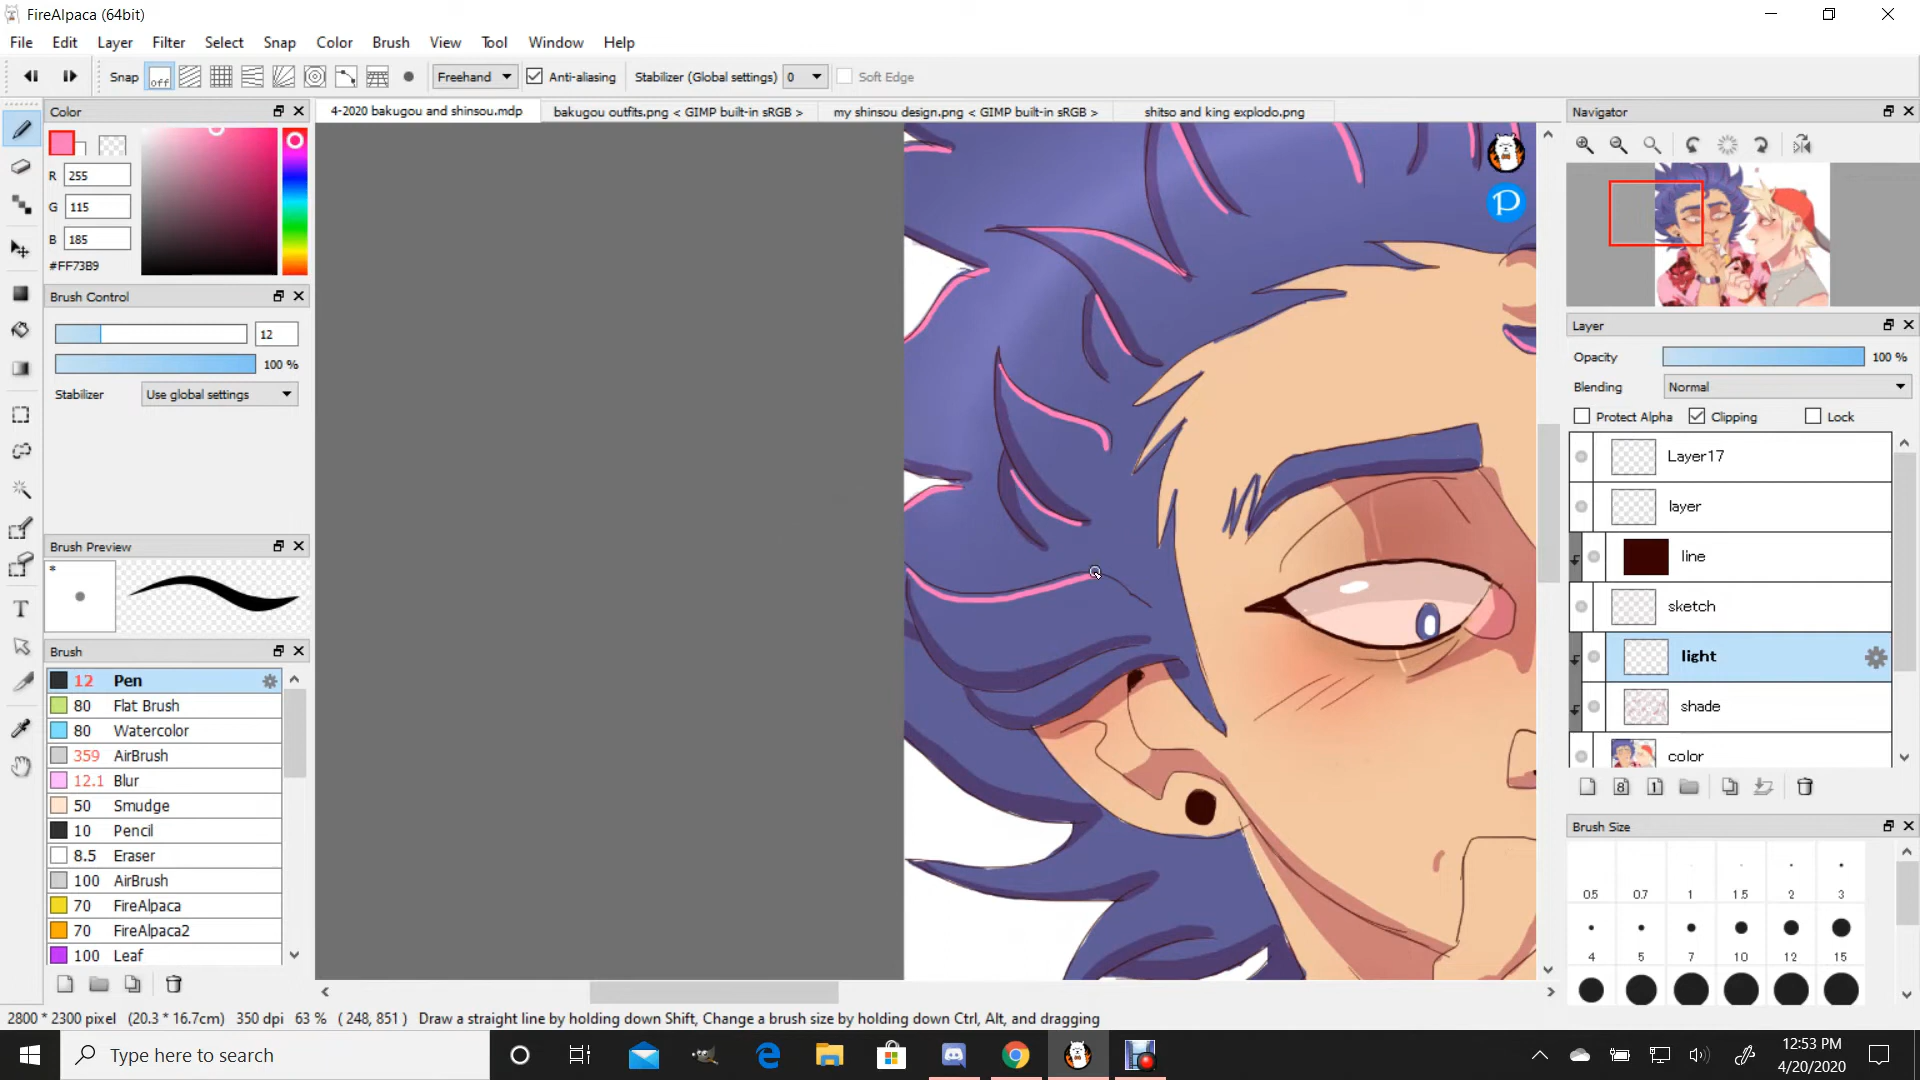 FireAlpaca (64bit)
File Edit Layer Filter Select Snap Color Brush View Tool Window Help
Snap off Freehand Anti-aliasing Stabilizer (Global settings) 0 Soft Edge
Color
4-2020 bakugou and shinsou.mdp
bakugou outfits.png < GIMP built-in sRGB >
my shinsou design.png < GIMP built-in sRGB >
shitso and king explodo.png
Navigator
R 255
G 115
B 185
#FF73B9
Brush Control
12
100 %
Stabilizer Use global settings
Brush Preview
*
Brush
12 Pen
80 Flat Brush
80 Watercolor
359 AirBrush
12.1 Blur
50 Smudge
10 Pencil
8.5 Eraser
100 AirBrush
70 FireAlpaca
70 FireAlpaca2
100 Leaf
T
P
Layer
Opacity 100 %
Blending Normal
Protect Alpha Clipping Lock
Layer17
layer
line
sketch
light
shade
color
8 1
Brush Size
0.5 0.7 1 1.5 2 3
4 5 7 10 12 15
2800 * 2300 pixel (20.3 * 16.7cm) 350 dpi 63 % ( 248, 851 ) Draw a straight line by holding down Shift, Change a brush size by holding down Ctrl, Alt, and dragging
Type here to search
12:53 PM
4/20/2020